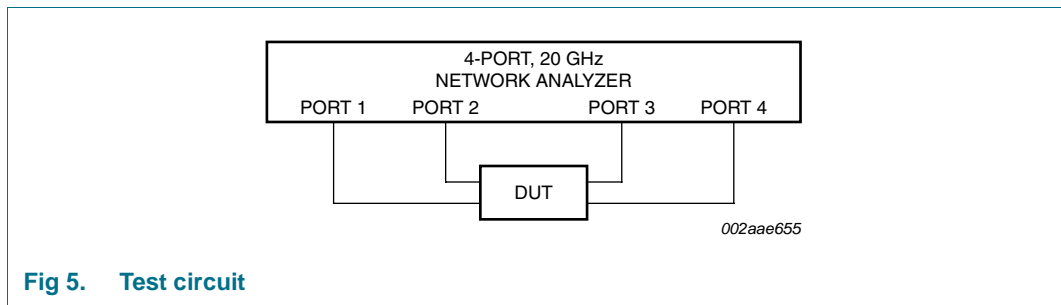 4-PORT, 20 GHz
NETWORK ANALYZER
PORT 1 PORT 2 PORT 3 PORT 4
DUT
002aae655
Fig 5. Test circuit